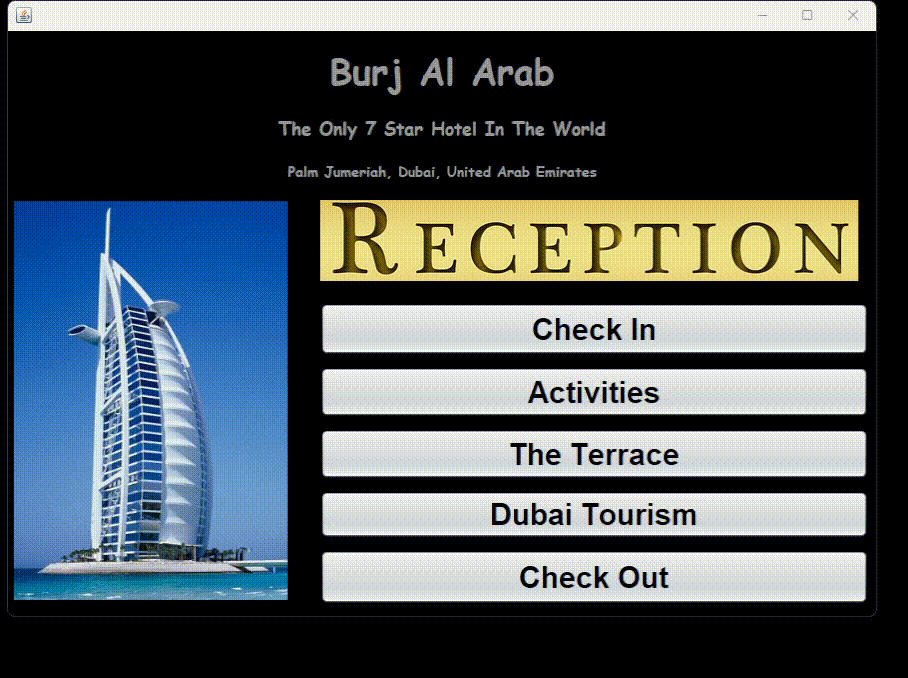 Burj Al Arab
The Only 7 Star Hotel In The World
Palm Jumeriah, Dubai, United Arab Emirates
RECEPTION
Check In
Activities
The Terrace
Dubai Tourism
Check Out